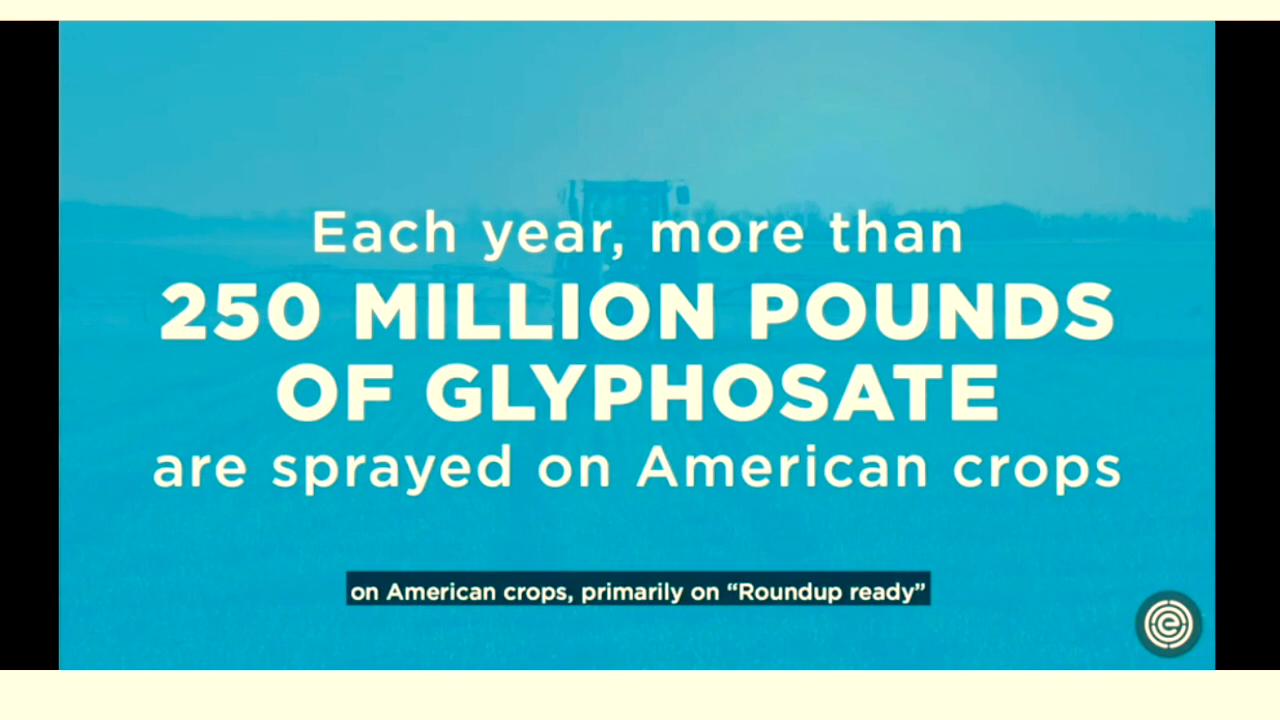 Each year, more than
250 MILLION POUNDS
OF GLYPHOSATE
are sprayed on American crops
on American crops, primarily on “Roundup ready”
e